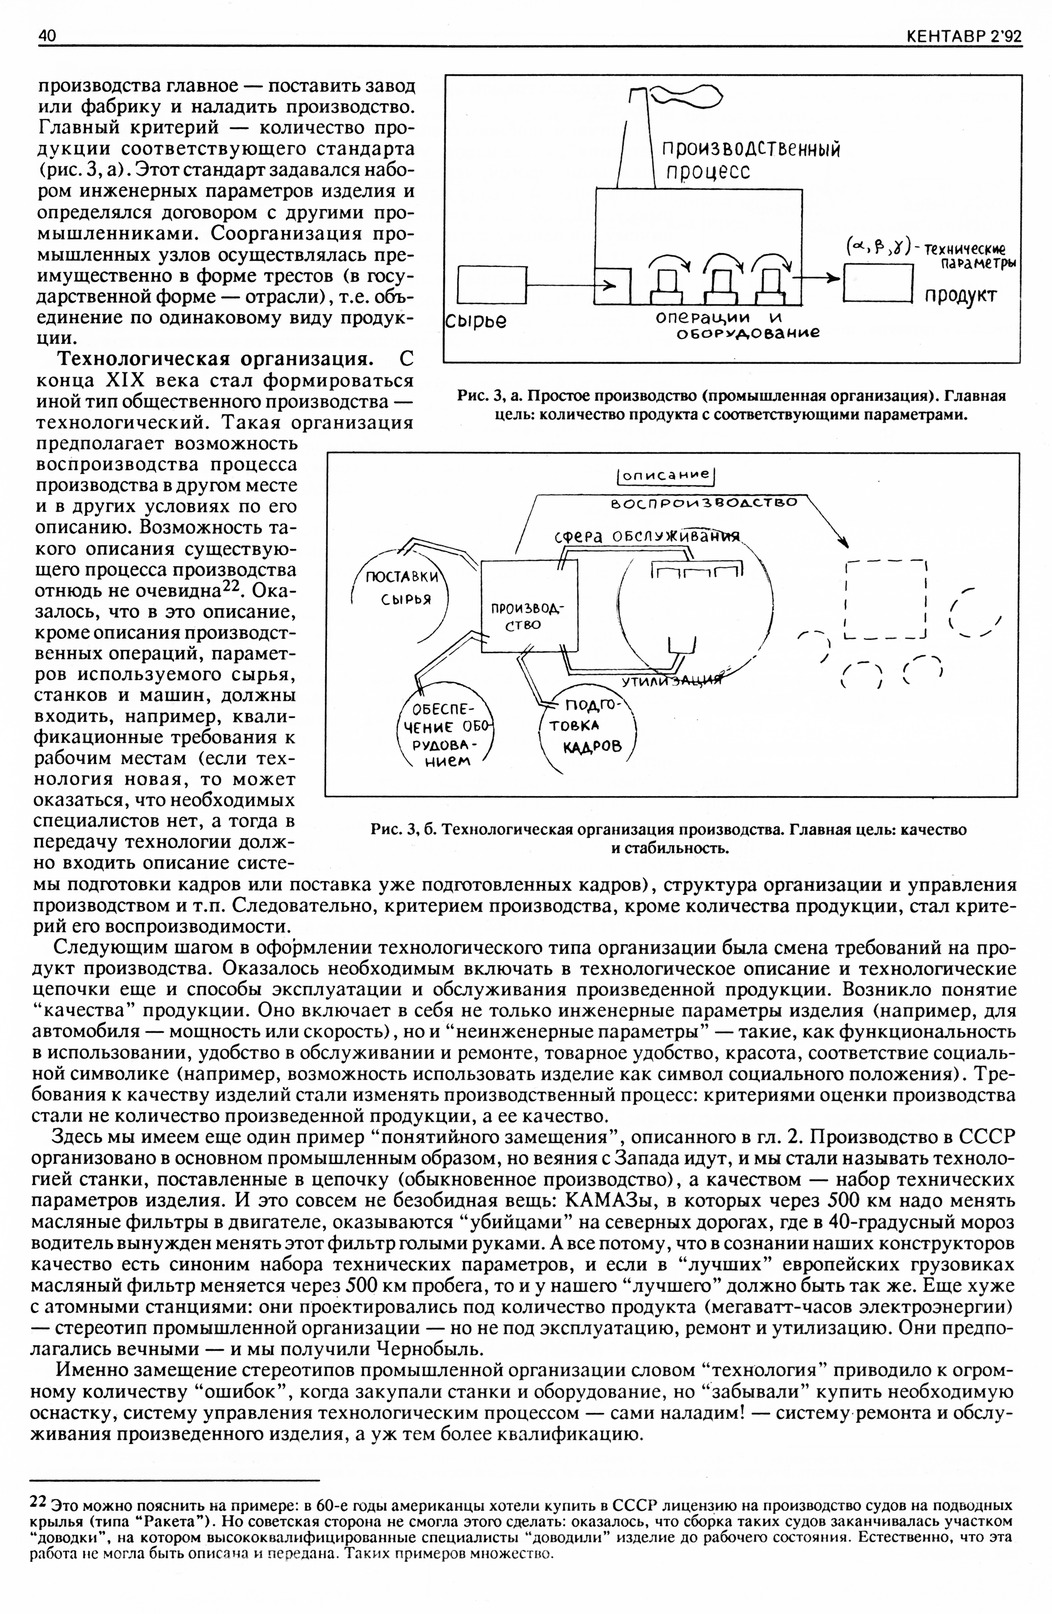 40
КЕНТАВР 2'92
производства главное — поставить завод
или фабрику и наладить производство.
Главный критерий — количество про-
дукции соответствующего стандарта
(рис. 3, а). Этот стандарт задавался набо-
ром инженерных параметров изделия и
определялся договором с другими про-
мышленниками. Соорганизация про-
мышленных узлов осуществлялась пре-
имущественно в форме трестов (в госу-
дарственной форме — отрасли), т.е. объ-
единение по одинаковому виду продук-
ции.
Технологическая организация. С
конца XIX века стал формироваться
иной тип общественного производства —
технологический. Такая организация
предполагает возможность
воспроизводства процесса
производства в другом месте
и в других условиях по его
описанию. Возможность та-
кого описания существую-
щего процесса производства
отнюдь не очевидна22. Ока-
залось, что в это описание,
кроме описания производст-
венных операций, парамет-
ров используемого сырья,
станков и машин, должны
входить, например, квали-
фикационные требования к
рабочим местам (если тех-
нология новая, то может
оказаться, что необходимых
специалистов нет, а тогда в
передачу технологии долж-
но входить описание систе-
производственный
процесс
(α, β, γ) - технические
параметры
продукт
сырье
операции и
оборудование
Рис. 3, а. Простое производство (промышленная организация). Главная
цель: количество продукта с соответствующими параметрами.
описание
воспроизводство
сфера обслуживания
поставки
сырья
производ-
ство
утилизация
обеспе-
чение обо-
рудова-
нием
подго-
товка
кадров
Рис. 3, б. Технологическая организация производства. Главная цель: качество
и стабильность.
мы подготовки кадров или поставка уже подготовленных кадров), структура организации и управления
производством и т.п. Следовательно, критерием производства, кроме количества продукции, стал крите-
рий его воспроизводимости.
Следующим шагом в оформлении технологического типа организации была смена требований на про-
дукт производства. Оказалось необходимым включать в технологическое описание и технологические
цепочки еще и способы эксплуатации и обслуживания произведенной продукции. Возникло понятие
“качества” продукции. Оно включает в себя не только инженерные параметры изделия (например, для
автомобиля — мощность или скорость), но и “неинженерные параметры” — такие, как функциональность
в использовании, удобство в обслуживании и ремонте, товарное удобство, красота, соответствие социаль-
ной символике (например, возможность использовать изделие как символ социального положения). Тре-
бования к качеству изделий стали изменять производственный процесс: критериями оценки производства
стали не количество произведенной продукции, а ее качество.
Здесь мы имеем еще один пример “понятийного замещения”, описанного в гл. 2. Производство в СССР
организовано в основном промышленным образом, но веяния с Запада идут, и мы стали называть техноло-
гией станки, поставленные в цепочку (обыкновенное производство), а качеством — набор технических
параметров изделия. И это совсем не безобидная вещь: КАМАЗы, в которых через 500 км надо менять
масляные фильтры в двигателе, оказываются “убийцами” на северных дорогах, где в 40-градусный мороз
водитель вынужден менять этот фильтр голыми руками. А все потому, что в сознании наших конструкторов
качество есть синоним набора технических параметров, и если в “лучших” европейских грузовиках
масляный фильтр меняется через 500 км пробега, то и у нашего “лучшего” должно быть так же. Еще хуже
с атомными станциями: они проектировались под количество продукта (мегаватт-часов электроэнергии)
— стереотип промышленной организации — но не под эксплуатацию, ремонт и утилизацию. Они предпо-
лагались вечными — и мы получили Чернобыль.
Именно замещение стереотипов промышленной организации словом “технология” приводило к огром-
ному количеству “ошибок”, когда закупали станки и оборудование, но “забывали” купить необходимую
оснастку, систему управления технологическим процессом — сами наладим! — систему ремонта и обслу-
живания произведенного изделия, а уж тем более квалификацию.
22 Это можно пояснить на примере: в 60-е годы американцы хотели купить в СССР лицензию на производство судов на подводных
крылья (типа “Ракета”). Но советская сторона не смогла этого сделать: оказалось, что сборка таких судов заканчивалась участком
“доводки”, на котором высококвалифицированные специалисты “доводили” изделие до рабочего состояния. Естественно, что эта
работа не могла быть описана и передана. Таких примеров множество.